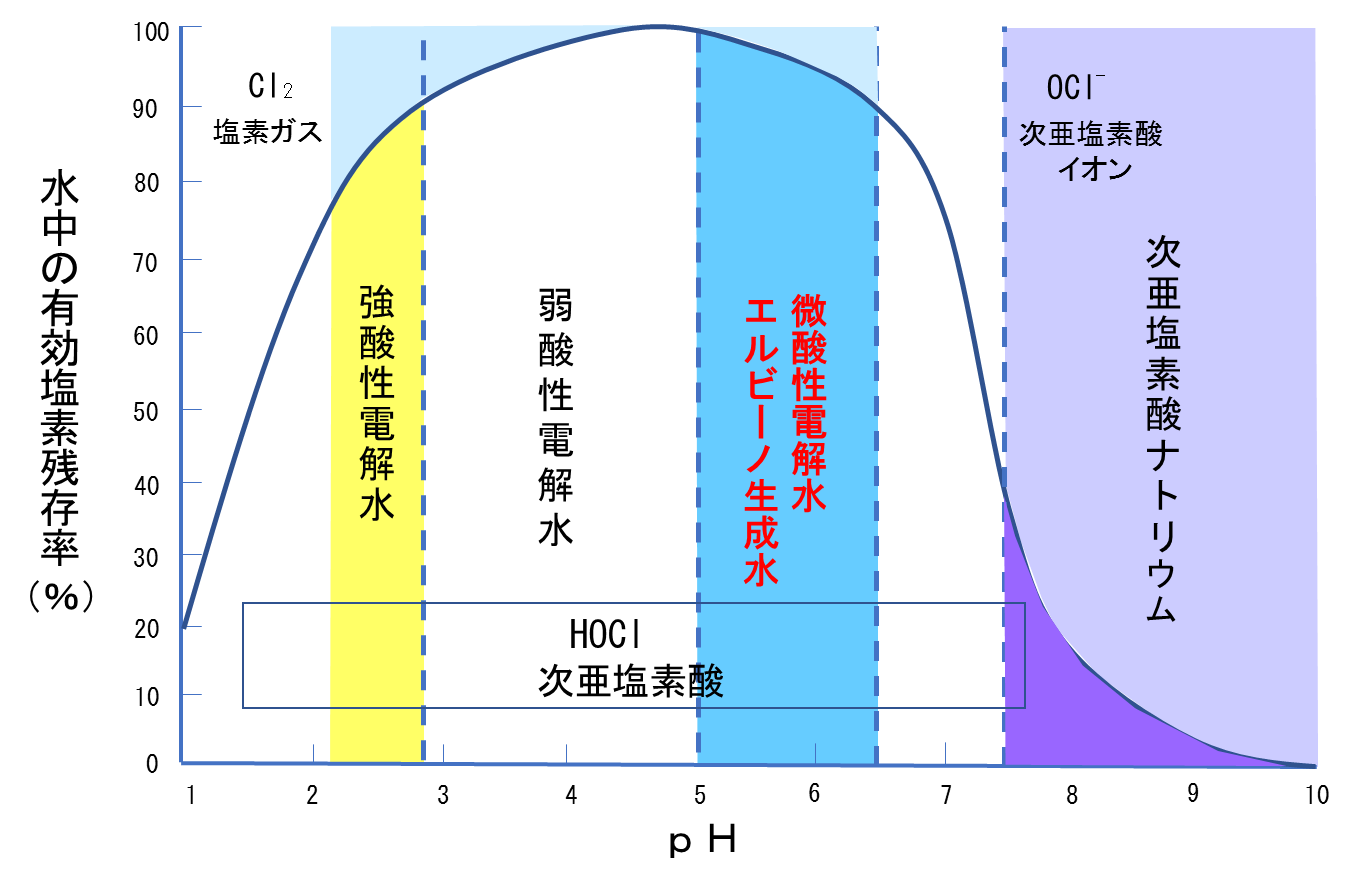 水中の有効塩素残存率(%)
100
90
80
70
60
50
40
30
20
10
0
Cl₂
塩素ガス
OCl⁻
次亜塩素酸
イオン
強酸性電解水
弱酸性電解水
微酸性電解水
エルビーノ生成水
次亜塩素酸ナトリウム
HOCl
次亜塩素酸
1 2 3 4 5 6 7 8 9 10
pH